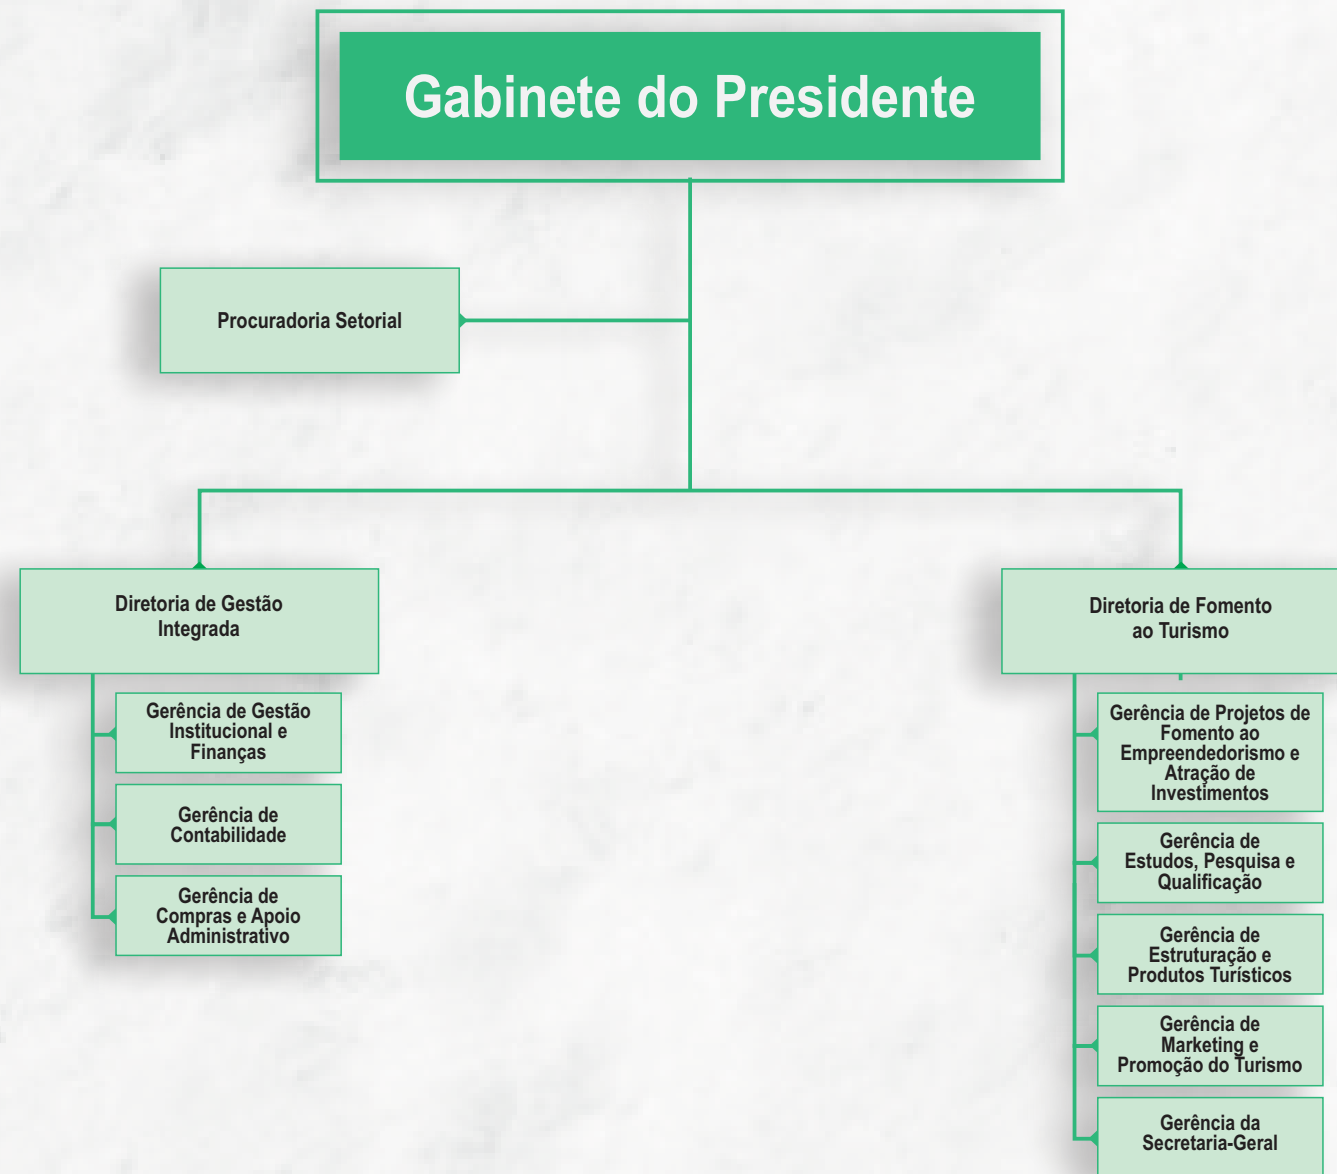 Gabinete do Presidente
Procuradoria Setorial
Diretoria de Gestão
Integrada
Gerência de Gestão
Institucional e
Finanças
Gerência de
Contabilidade
Gerência de
Compras e Apoio
Administrativo
Diretoria de Fomento
ao Turismo
Gerência de Projetos de
Fomento ao
Empreendedorismo e
Atração de
Investimentos
Gerência de
Estudos, Pesquisa e
Qualificação
Gerência de
Estruturação e
Produtos Turísticos
Gerência de
Marketing e
Promoção do Turismo
Gerência da
Secretaria-Geral